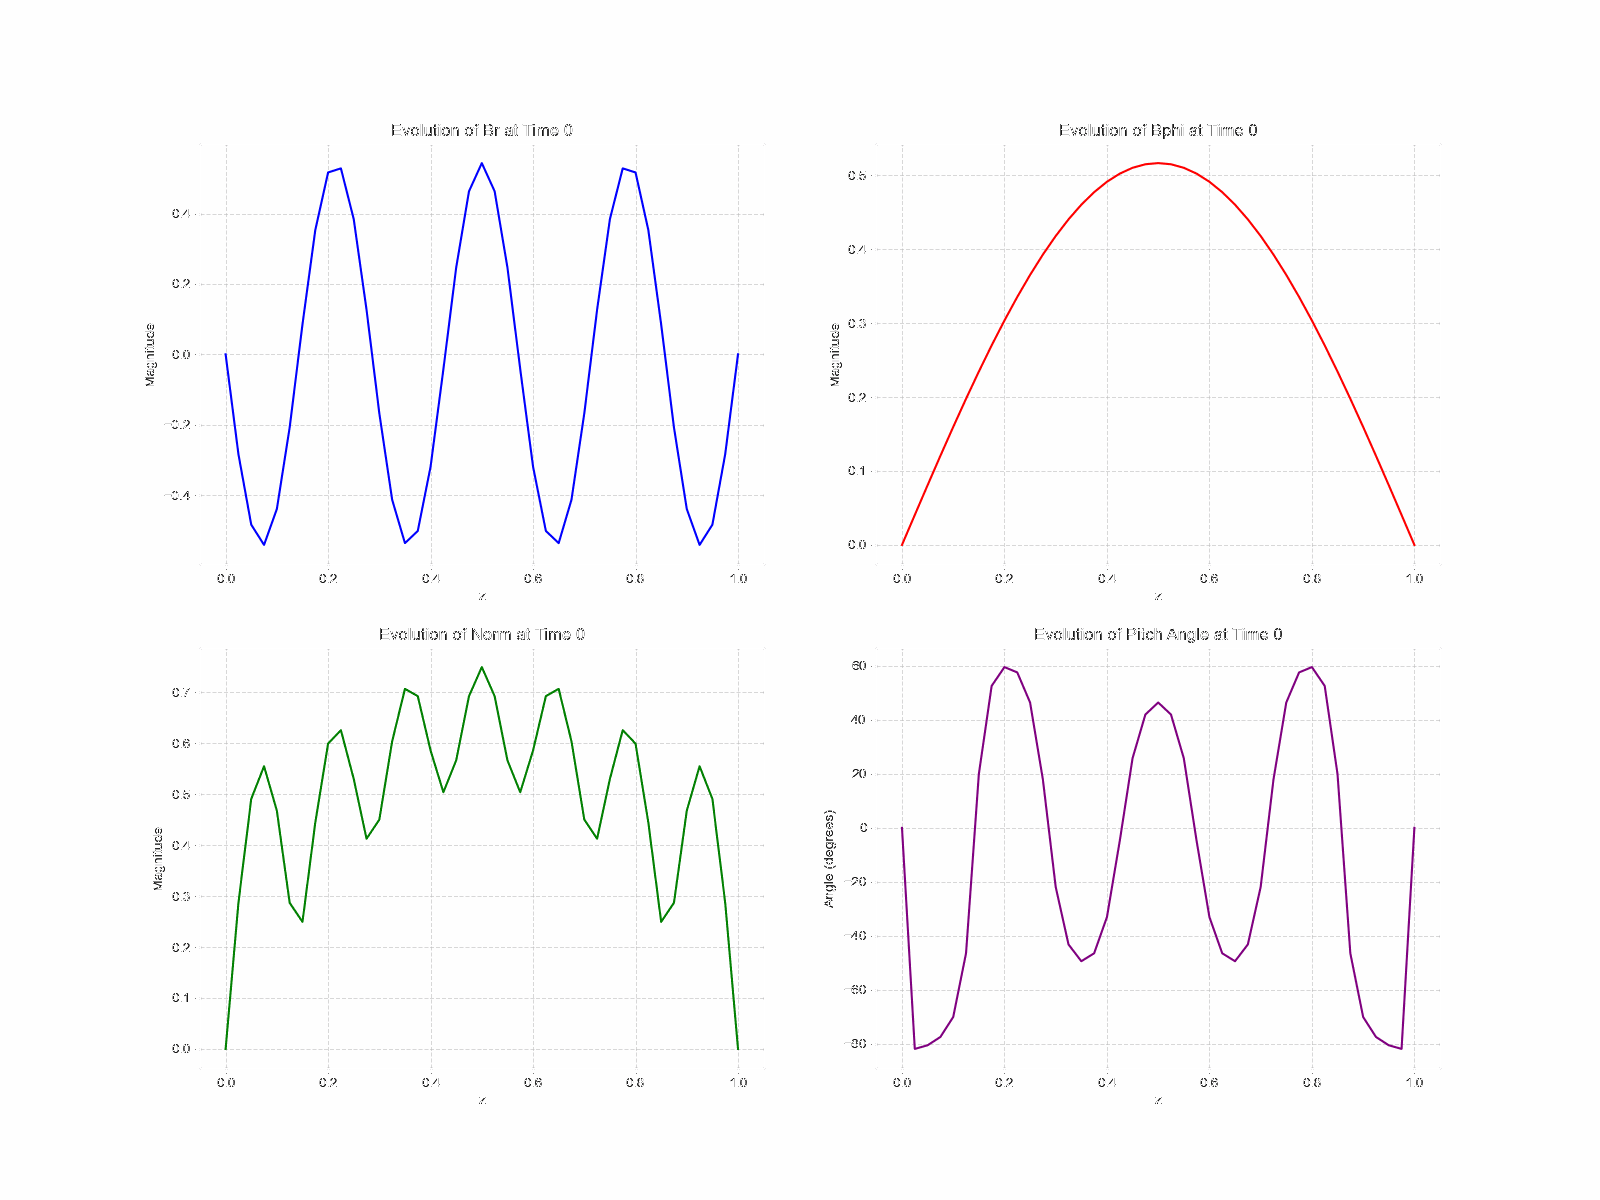 Evolution of Br at Time 0
Magnitude
0.4
0.2
0.0
−0.2
−0.4
0.0 0.2 0.4 0.6 0.8 1.0
z
Evolution of Bphi at Time 0
Magnitude
0.5
0.4
0.3
0.2
0.1
0.0
0.0 0.2 0.4 0.6 0.8 1.0
z
Evolution of Norm at Time 0
Magnitude
0.7
0.6
0.5
0.4
0.3
0.2
0.1
0.0
0.0 0.2 0.4 0.6 0.8 1.0
z
Evolution of Pitch Angle at Time 0
Angle (degrees)
60
40
20
0
−20
−40
−60
−80
0.0 0.2 0.4 0.6 0.8 1.0
z